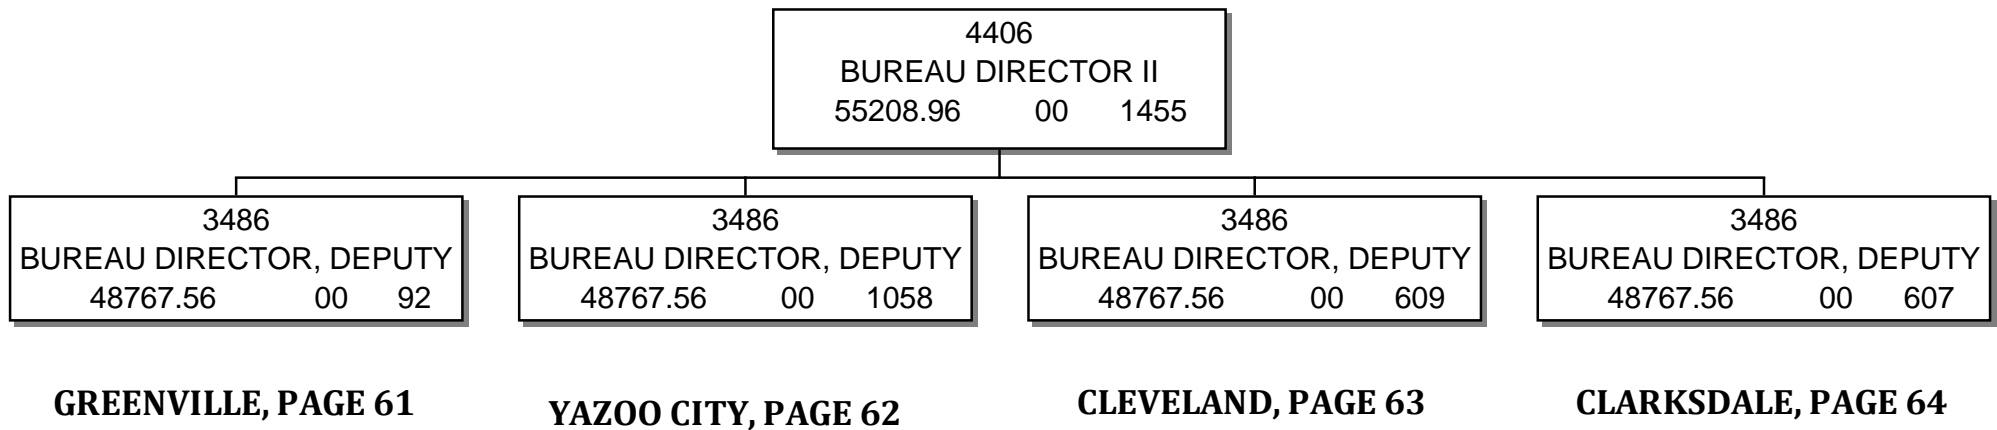 4406
BUREAU DIRECTOR II
55208.96 00 1455
3486
BUREAU DIRECTOR, DEPUTY
48767.56 00 92
3486
BUREAU DIRECTOR, DEPUTY
48767.56 00 1058
3486
BUREAU DIRECTOR, DEPUTY
48767.56 00 609
3486
BUREAU DIRECTOR, DEPUTY
48767.56 00 607
GREENVILLE, PAGE 61
YAZOO CITY, PAGE 62
CLEVELAND, PAGE 63
CLARKSDALE, PAGE 64